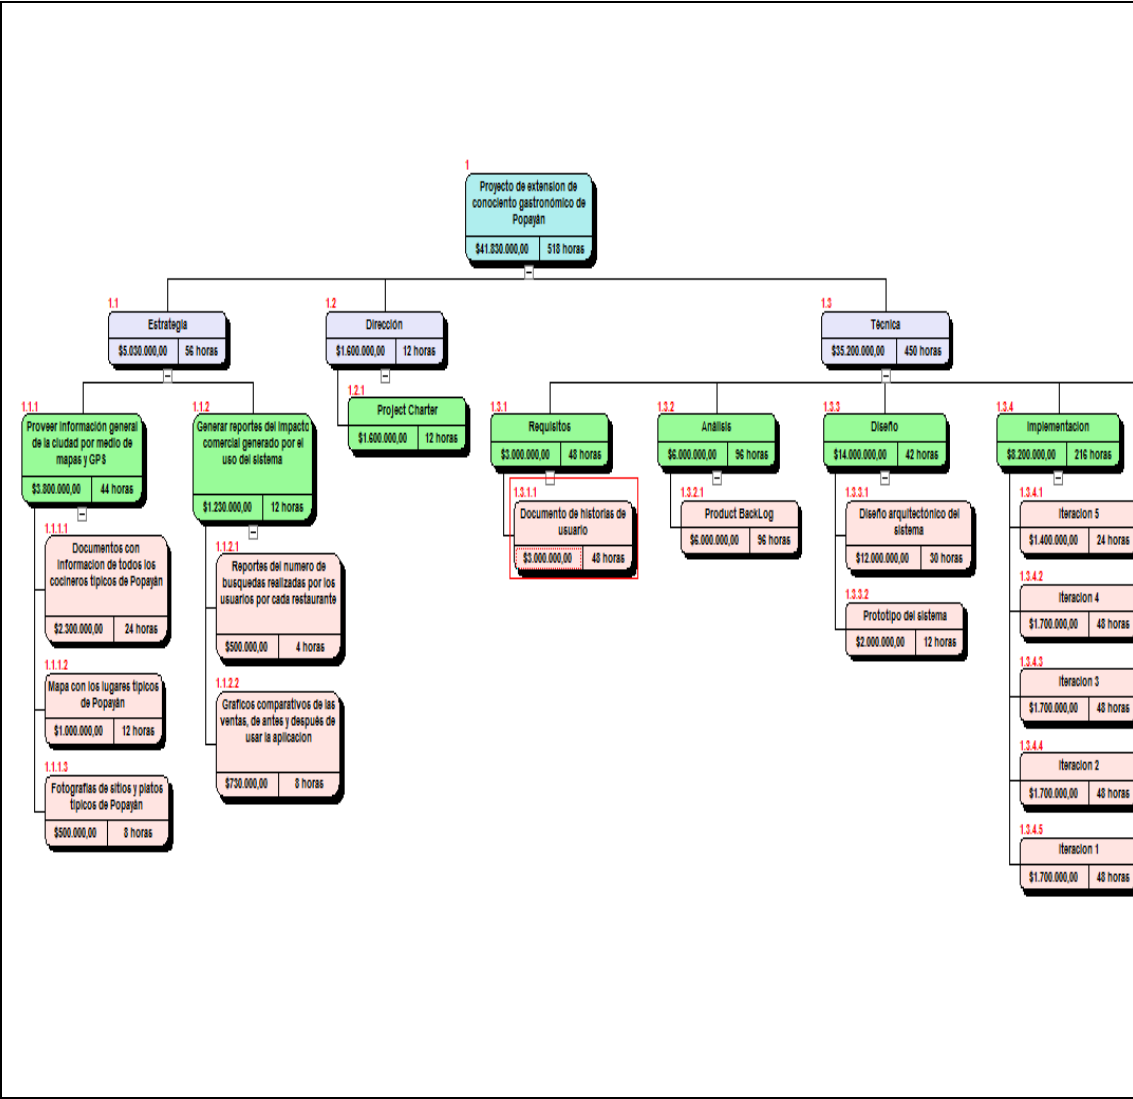 1
Proyecto de extension de
conociento gastronómico de
Popayán
$41.830.000,00 518 horas
1.1
Estrategia
$5.030.000,00 56 horas
1.2
Dirección
$1.600.000,00 12 horas
1.3
Técnica
$35.200.000,00 450 horas
1.1.1
Proveer información general
de la ciudad por medio de
mapas y GPS
$3.800.000,00 44 horas
1.1.1.1
Documentos con
informacion de todos los
cocineros tipicos de Popayán
$2.300.000,00 24 horas
1.1.1.2
Mapa con los lugares tipicos
de Popayán
$1.000.000,00 12 horas
1.1.1.3
Fotografias de sitios y platos
tipicos de Popayán
$500.000,00 8 horas
1.1.2
Generar reportes del impacto
comercial generado por el
uso del sistema
$1.230.000,00 12 horas
1.1.2.1
Reportes del numero de
busquedas realizadas por los
usuarios por cada restaurante
$500.000,00 4 horas
1.1.2.2
Graficos comparativos de las
ventas, de antes y después de
usar la aplicacion
$730.000,00 8 horas
1.2.1
Project Charter
$1.600.000,00 12 horas
1.3.1
Requisitos
$3.000.000,00 48 horas
1.3.1.1
Documento de historias de
usuario
$3.000.000,00 48 horas
1.3.2
Análisis
$6.000.000,00 96 horas
1.3.2.1
Product BackLog
$6.000.000,00 96 horas
1.3.3
Diseño
$14.000.000,00 42 horas
1.3.3.1
Diseño arquitectónico del
sistema
$12.000.000,00 30 horas
1.3.3.2
Prototipo del sistema
$2.000.000,00 12 horas
1.3.4
Implementacion
$8.200.000,00 216 horas
1.3.4.1
Iteracion 5
$1.400.000,00 24 horas
1.3.4.2
Iteracion 4
$1.700.000,00 48 horas
1.3.4.3
Iteracion 3
$1.700.000,00 48 horas
1.3.4.4
Iteracion 2
$1.700.000,00 48 horas
1.3.4.5
Iteracion 1
$1.700.000,00 48 horas